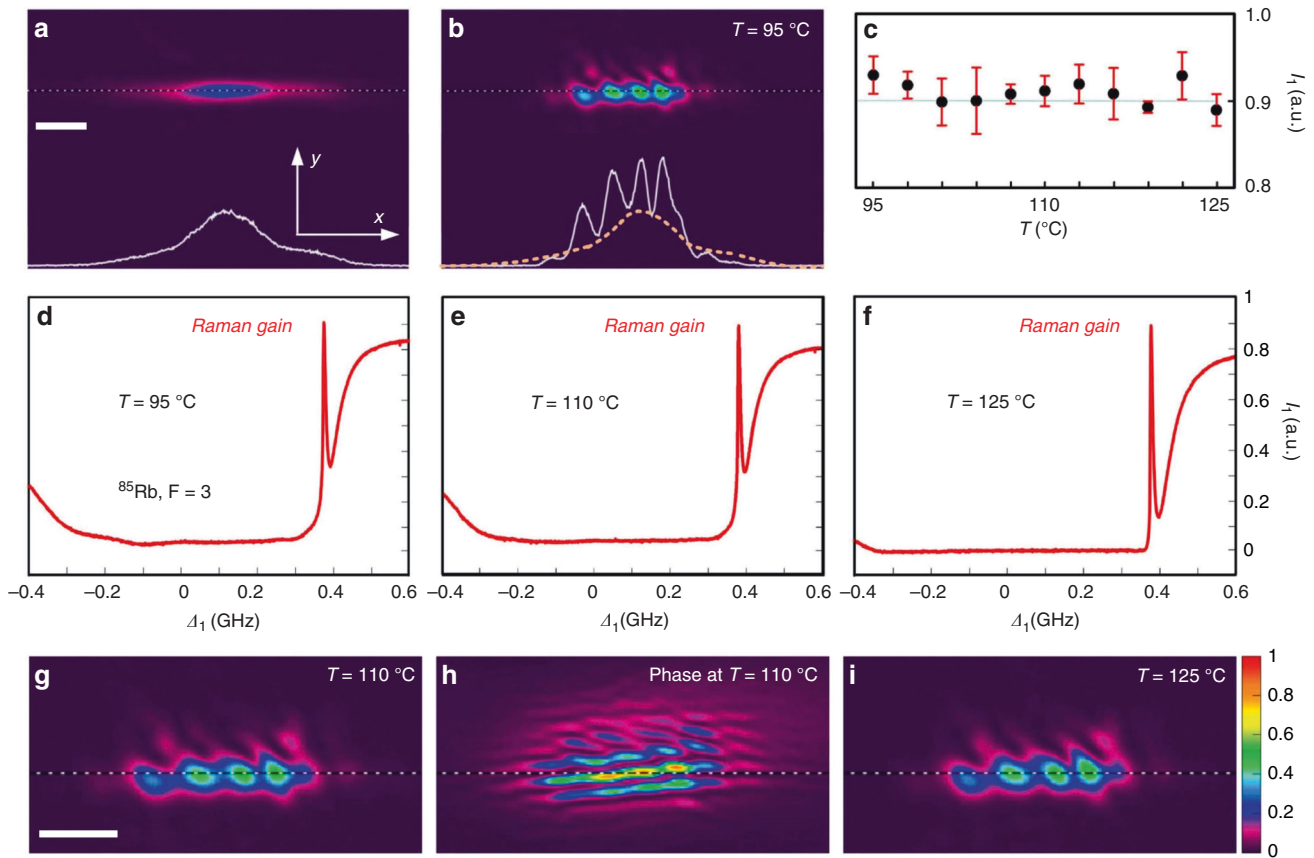 a
y
x
b
T = 95 °C
c
1.0
0.9
0.8
I1 (a.u.)
95
110
125
T (°C)
d
Raman gain
T = 95 °C
85Rb, F = 3
–0.4
–0.2
0
0.2
0.4
0.6
Δ1 (GHz)
e
Raman gain
T = 110 °C
–0.4
–0.2
0
0.2
0.4
0.6
Δ1(GHz)
f
Raman gain
T = 125 °C
1
0.8
0.6
0.4
0.2
0
I1 (a.u.)
–0.4
–0.2
0
0.2
0.4
0.6
Δ1(GHz)
g
T = 110 °C
h
Phase at T = 110 °C
i
T = 125 °C
1
0.8
0.6
0.4
0.2
0